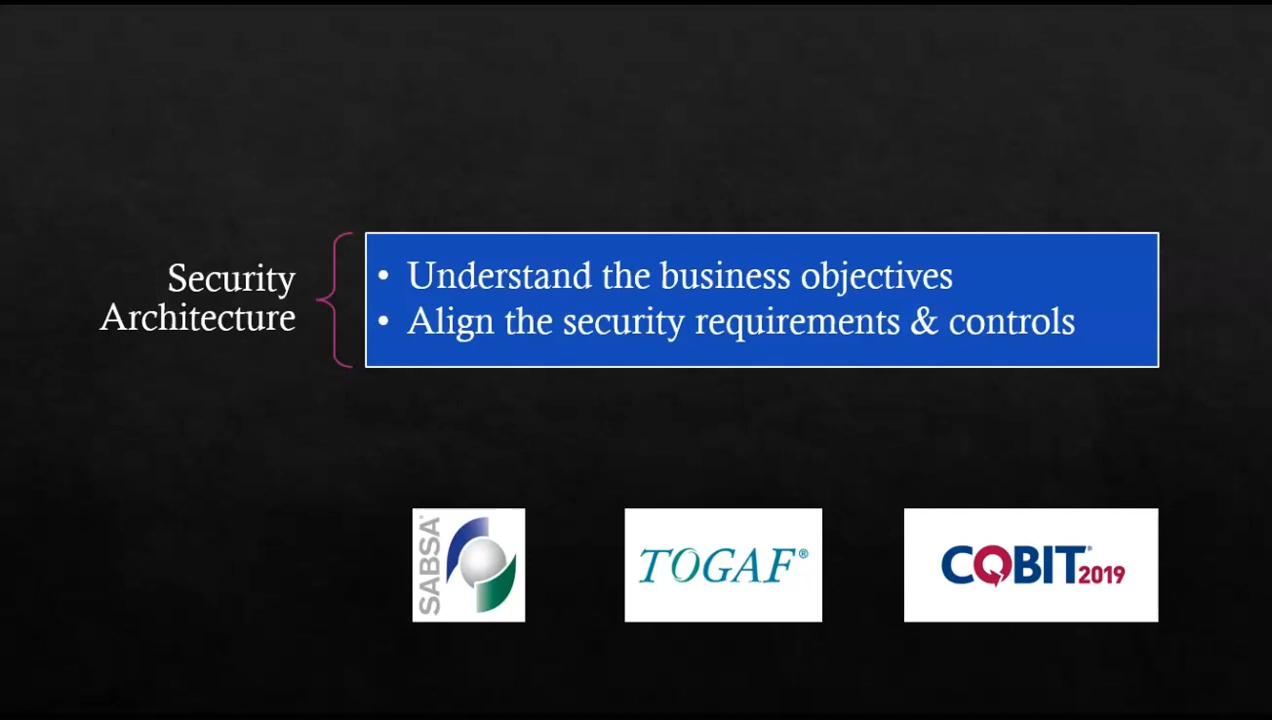 Security
Architecture
• Understand the business objectives
• Align the security requirements & controls
SABSA®
TOGAF®
COBIT® 2019